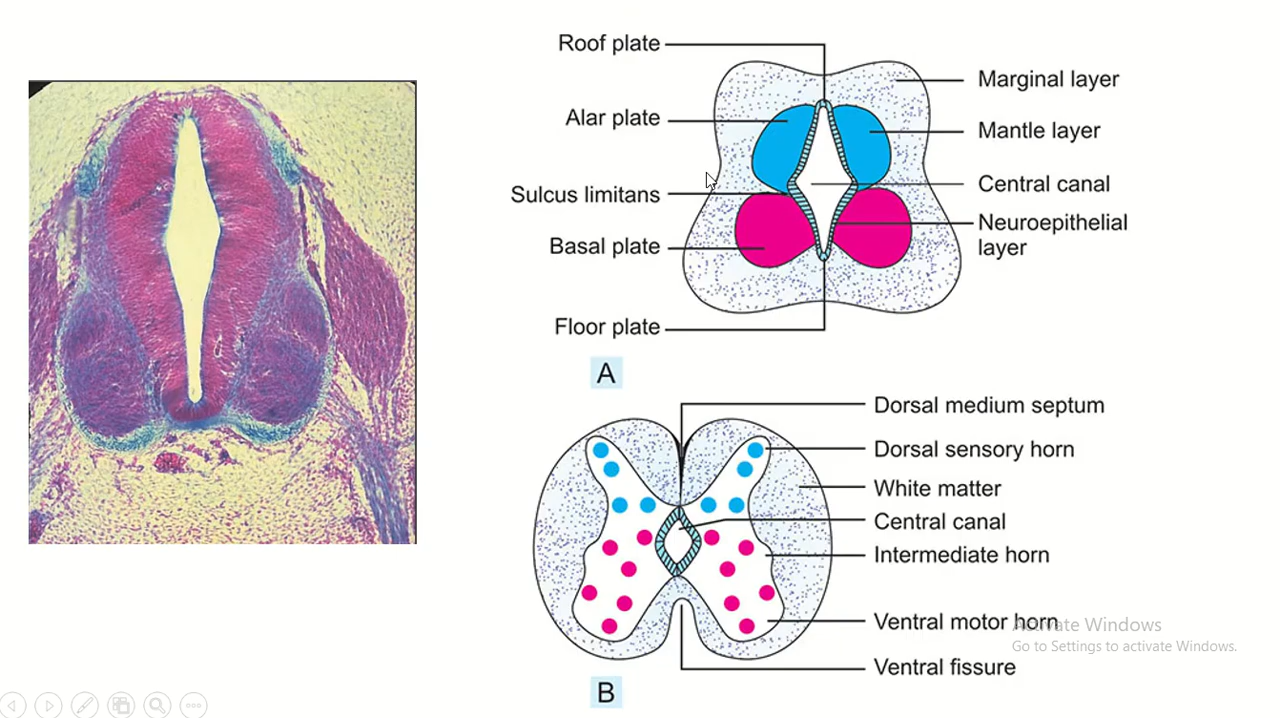 Roof plate
Alar plate
Sulcus limitans
Basal plate
Floor plate
Marginal layer
Mantle layer
Central canal
Neuroepithelial
layer
A
Dorsal medium septum
Dorsal sensory horn
White matter
Central canal
Intermediate horn
Ventral motor horn
Ventral fissure
B
Activate Windows
Go to Settings to activate Windows.